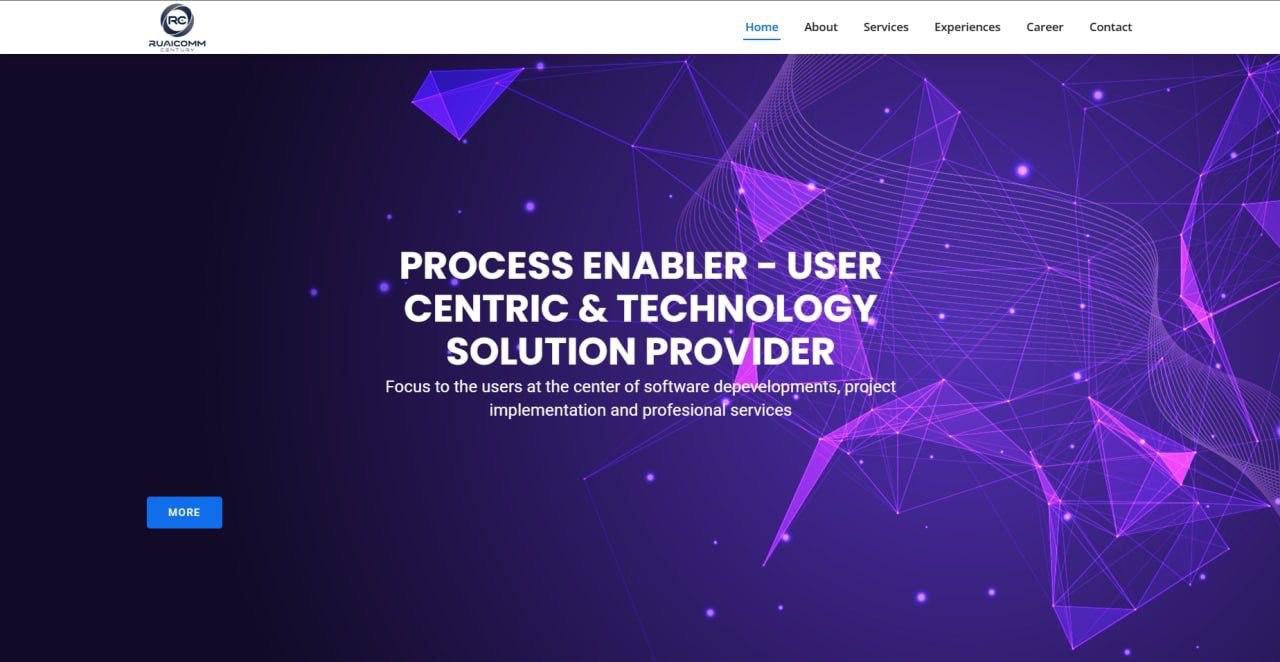 RC
RUAICOMM
CENTURY
Home About Services Experiences Career Contact
PROCESS ENABLER – USER
CENTRIC & TECHNOLOGY
SOLUTION PROVIDER
Focus to the users at the center of software depevelopments, project
implementation and profesional services
MORE